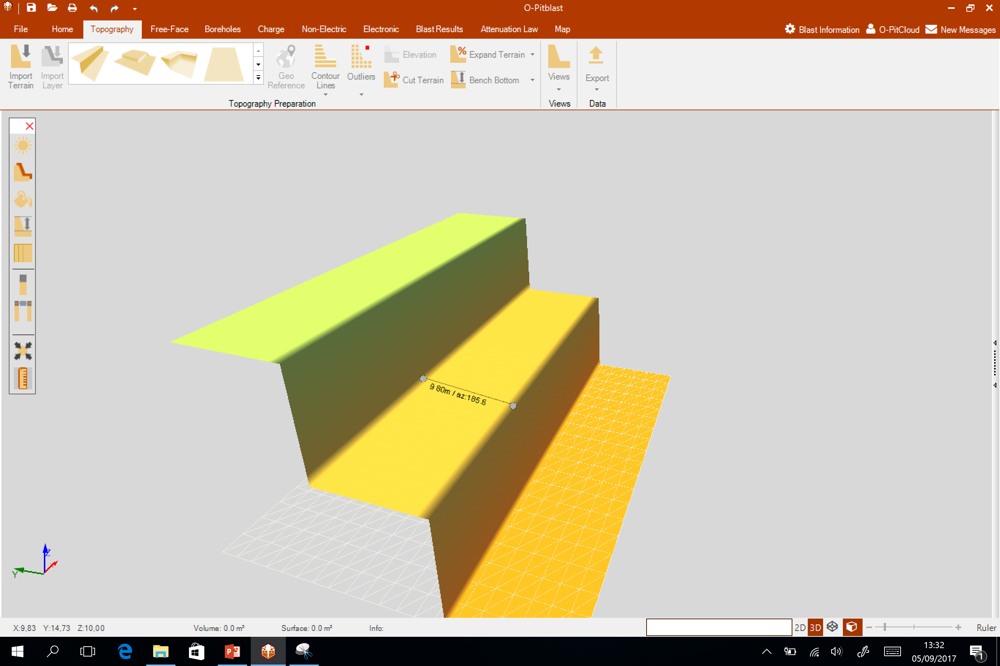 O-Pitblast
File Home Topography Free-Face Boreholes Charge Non-Electric Electronic Blast Results Attenuation Law Map Blast Information O-PitCloud New Messages
Import Terrain
Import Layer
Geo Reference
Contour Lines
Outliers
Elevation
Cut Terrain
% Expand Terrain
Bench Bottom
Views
Export
Topography Preparation
Views
Data
9 80m / az:185.6
Z
Y
X:9,83 Y:14,73 Z:10,00 Volume: 0.0 m³ Surface: 0.0 m² Info: 2D 3D Ruler
13:32
05/09/2017
1